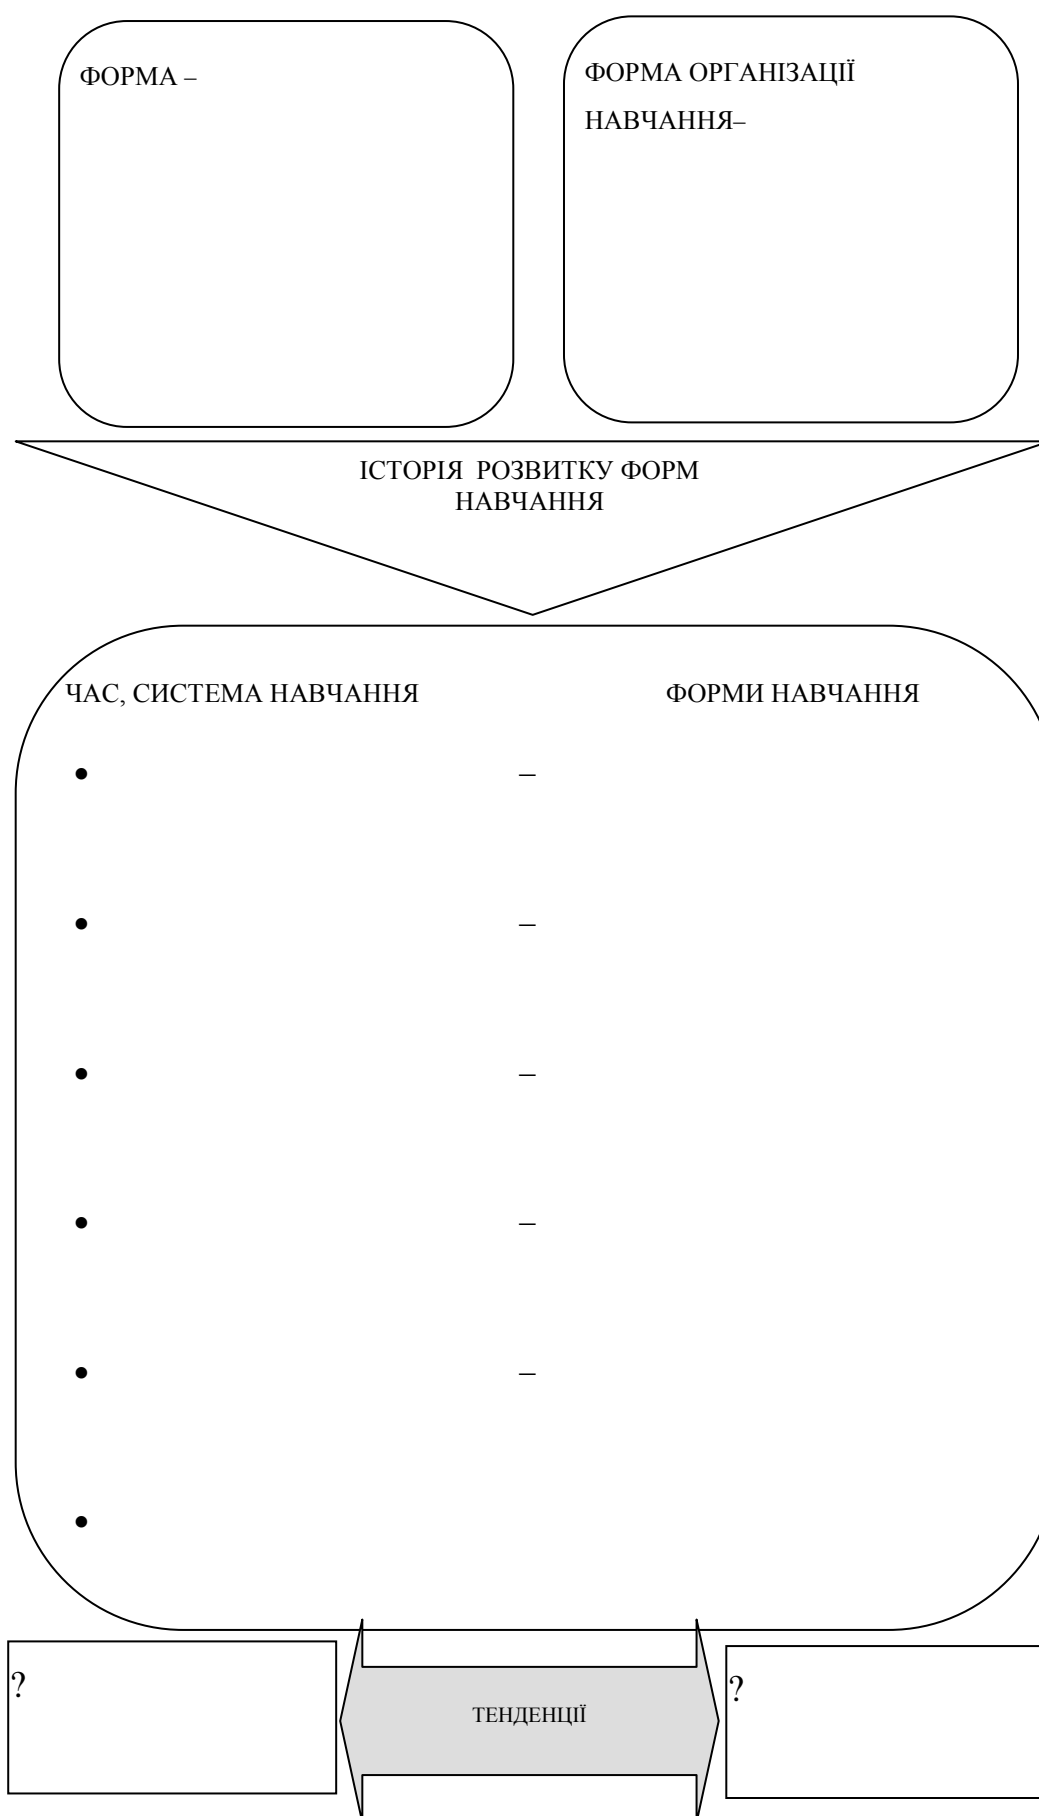 ФОРМА –
ФОРМА ОРГАНІЗАЦІЇ
НАВЧАННЯ–
ІСТОРІЯ РОЗВИТКУ ФОРМ
НАВЧАННЯ
ЧАС, СИСТЕМА НАВЧАННЯ ФОРМИ НАВЧАННЯ
• –
• –
• –
• –
• –
•
?
ТЕНДЕНЦІЇ
?